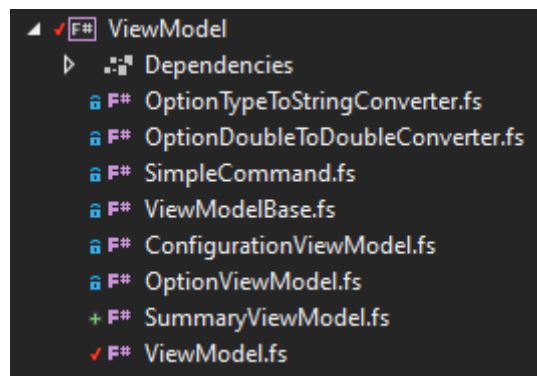 F# ViewModel
Dependencies
F# OptionTypeToStringConverter.fs
F# OptionDoubleToDoubleConverter.fs
F# SimpleCommand.fs
F# ViewModelBase.fs
F# ConfigurationViewModel.fs
F# OptionViewModel.fs
+ F# SummaryViewModel.fs
F# ViewModel.fs